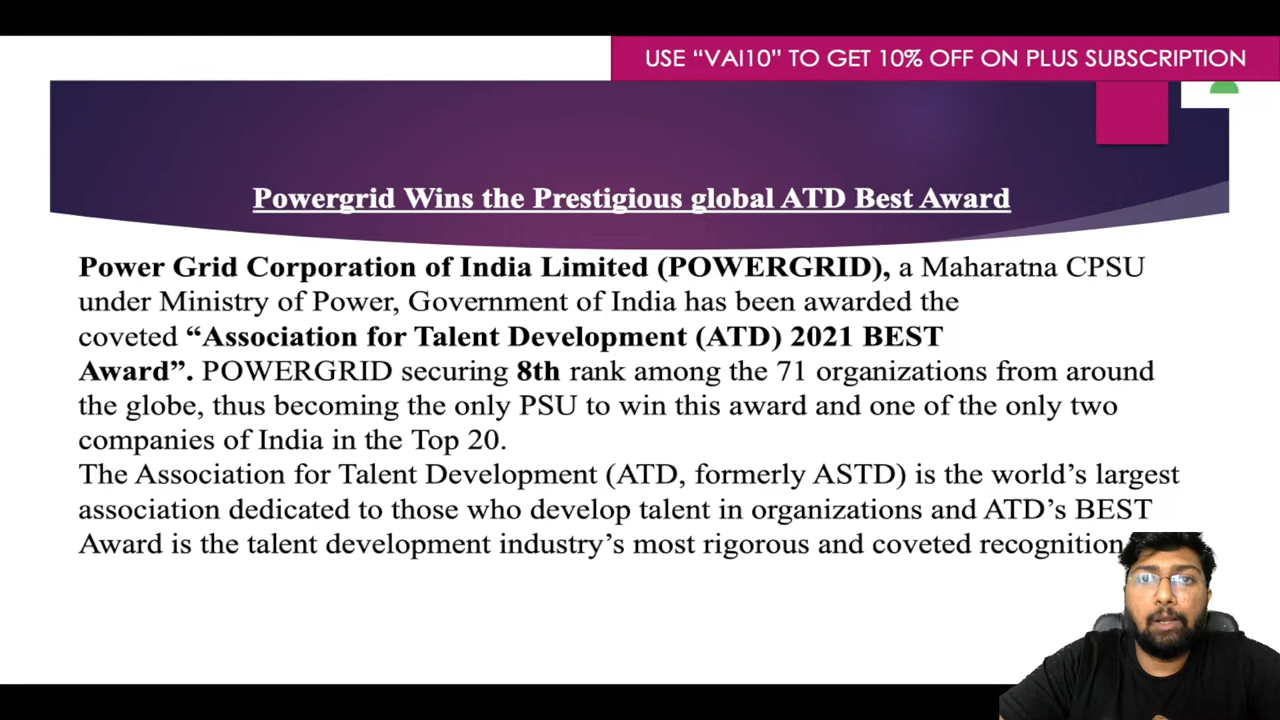 USE “VAI10” TO GET 10% OFF ON PLUS SUBSCRIPTION
Powergrid Wins the Prestigious global ATD Best Award
Power Grid Corporation of India Limited (POWERGRID), a Maharatna CPSU
under Ministry of Power, Government of India has been awarded the
coveted “Association for Talent Development (ATD) 2021 BEST
Award”. POWERGRID securing 8th rank among the 71 organizations from around
the globe, thus becoming the only PSU to win this award and one of the only two
companies of India in the Top 20.
The Association for Talent Development (ATD, formerly ASTD) is the world’s largest
association dedicated to those who develop talent in organizations and ATD’s BEST
Award is the talent development industry’s most rigorous and coveted recognition